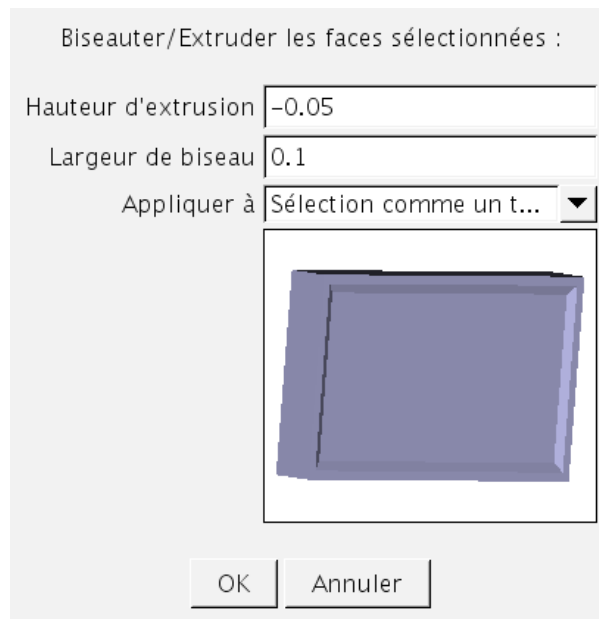 Biseauter/Extruder les faces sélectionnées :
Hauteur d'extrusion -0.05
Largeur de biseau 0.1
Appliquer à Sélection comme un t...
OK Annuler